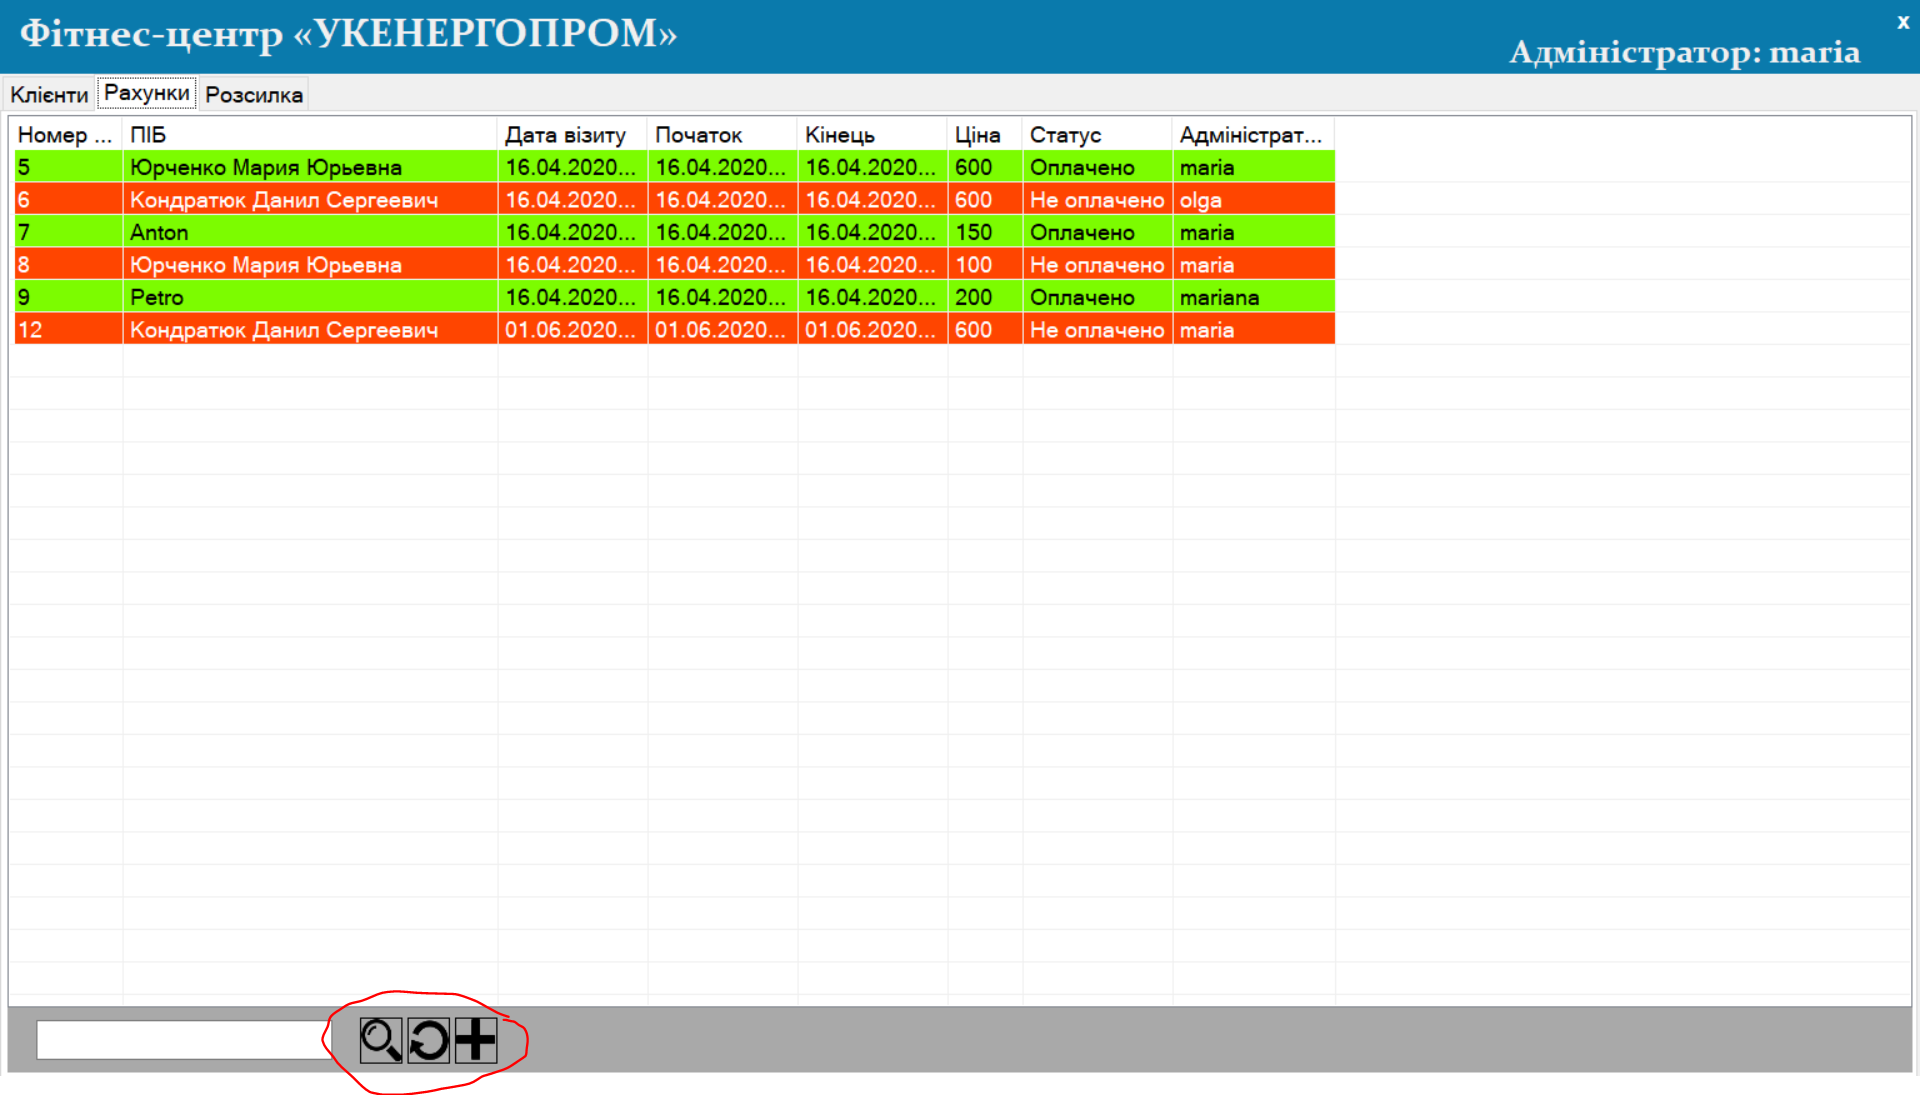 Фітнес-центр «УКЕНЕРГОПРОМ»
x
Адміністратор: maria
Клієнти Рахунки Розсилка
Номер ... ПІБ Дата візиту Початок Кінець Ціна Статус Адміністрат...
5 Юрченко Мария Юрьевна 16.04.2020... 16.04.2020... 16.04.2020... 600 Оплачено maria
6 Кондратюк Данил Сергеевич 16.04.2020... 16.04.2020... 16.04.2020... 600 Не оплачено olga
7 Anton 16.04.2020... 16.04.2020... 16.04.2020... 150 Оплачено maria
8 Юрченко Мария Юрьевна 16.04.2020... 16.04.2020... 16.04.2020... 100 Не оплачено maria
9 Petro 16.04.2020... 16.04.2020... 16.04.2020... 200 Оплачено mariana
12 Кондратюк Данил Сергеевич 01.06.2020... 01.06.2020... 01.06.2020... 600 Не оплачено maria